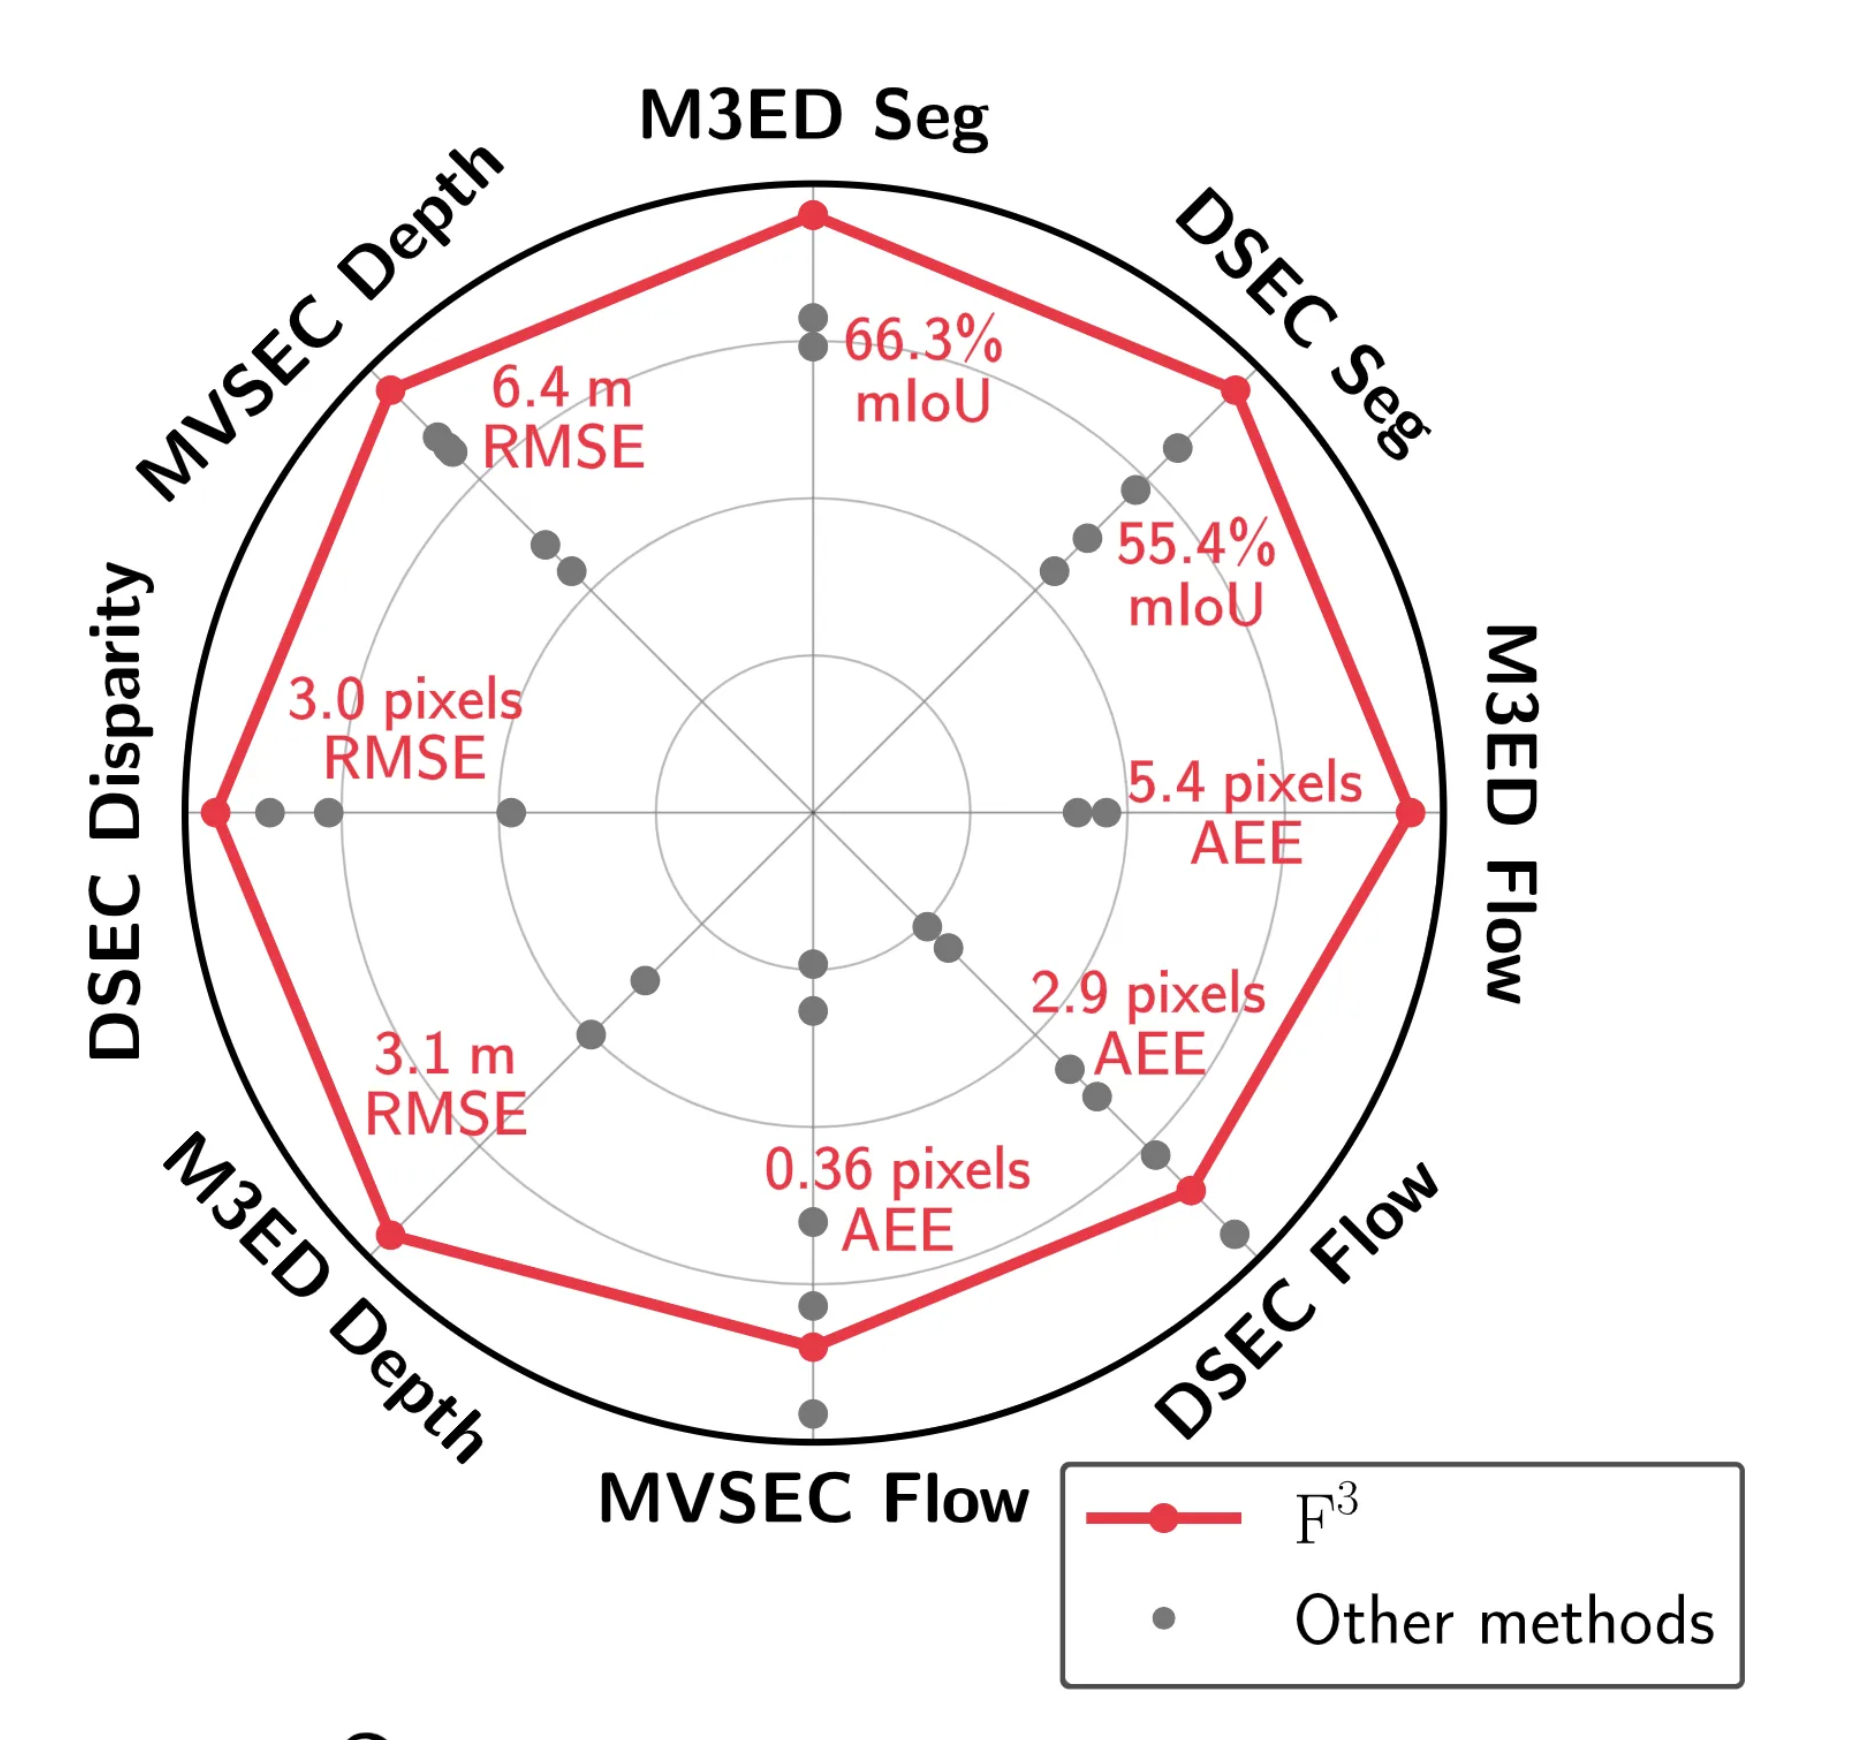 M3ED Seg
MVSEC Depth
DSEC Seg
66.3%
mIoU
6.4 m
RMSE
55.4%
mIoU
DSEC Disparity
3.0 pixels
RMSE
M3ED Flow
5.4 pixels
AEE
2.9 pixels
AEE
3.1 m
RMSE
0.36 pixels
AEE
M3ED Depth
DSEC Flow
MVSEC Flow
F³
Other methods